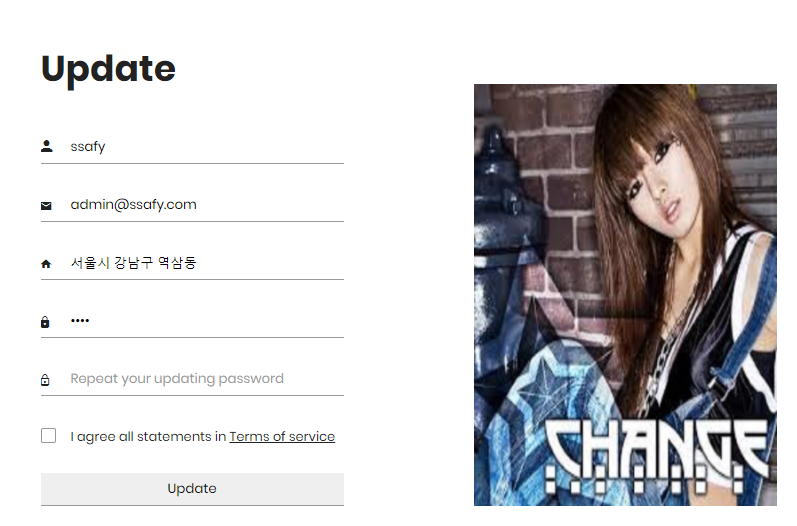 Update
ssafy
admin@ssafy.com
서울시 강남구 역삼동
••••
Repeat your updating password
I agree all statements in Terms of service
Update
CHANGE